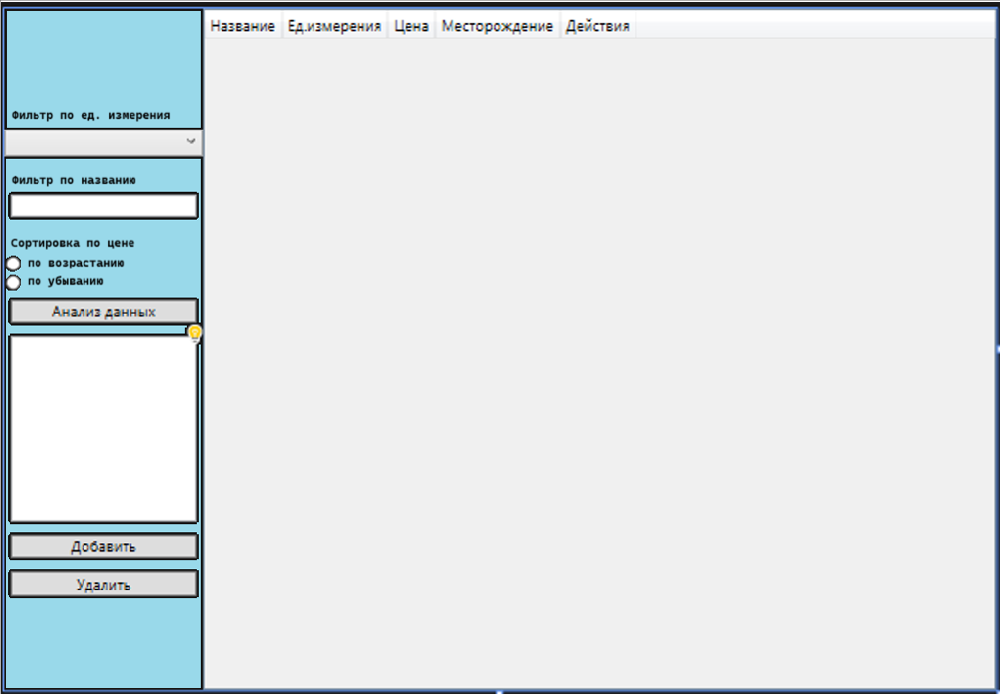 Название Ед.измерения Цена Месторождение Действия
Фильтр по ед. измерения
Фильтр по названию
Сортировка по цене
по возрастанию
по убыванию
Анализ данных
Добавить
Удалить